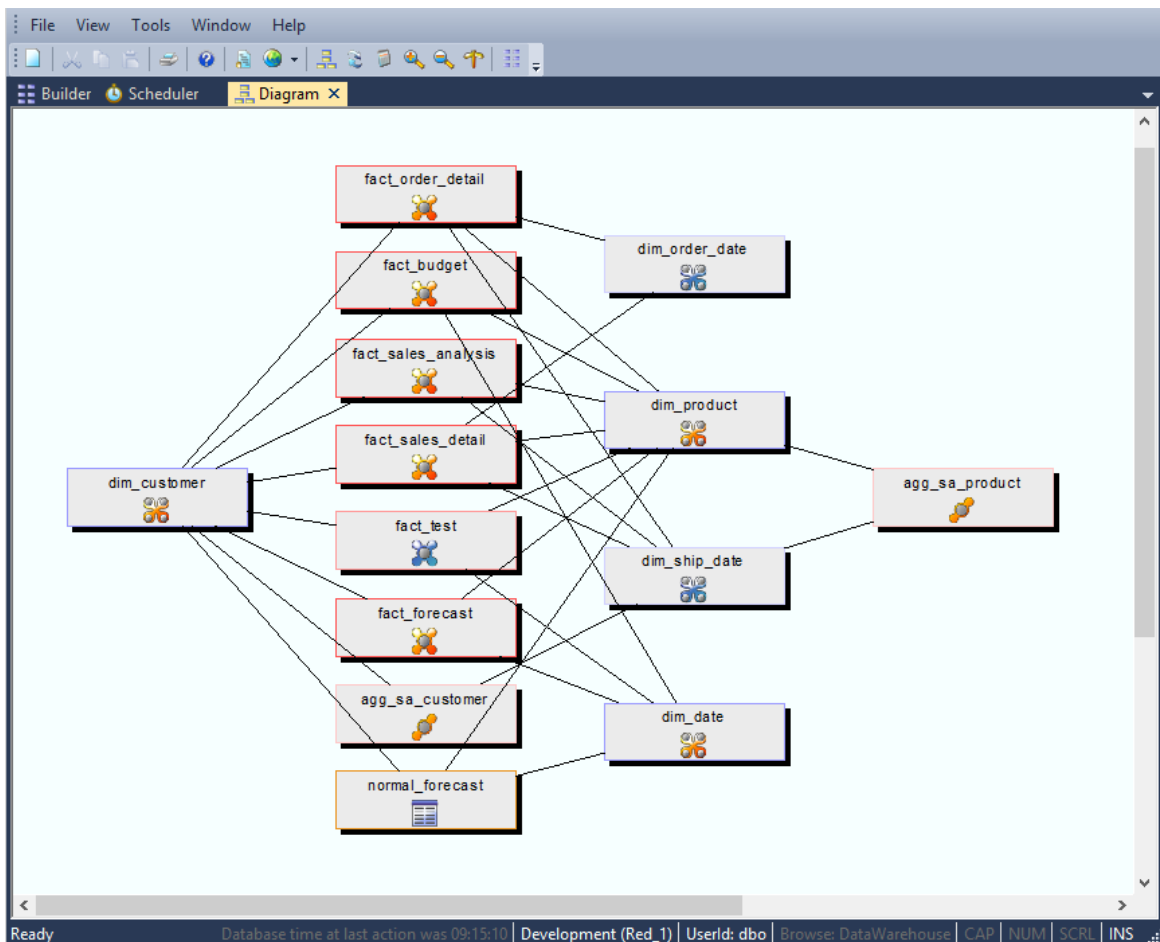 File View Tools Window Help
Builder Scheduler Diagram
fact_order_detail
dim_order_date
fact_budget
fact_sales_analysis
dim_product
fact_sales_detail
dim_customer
agg_sa_product
fact_test
dim_ship_date
fact_forecast
agg_sa_customer
dim_date
normal_forecast
Ready Database time at last action was 09:15:10 Development (Red_1) UserId: dbo Browse: DataWarehouse CAP NUM SCRL INS